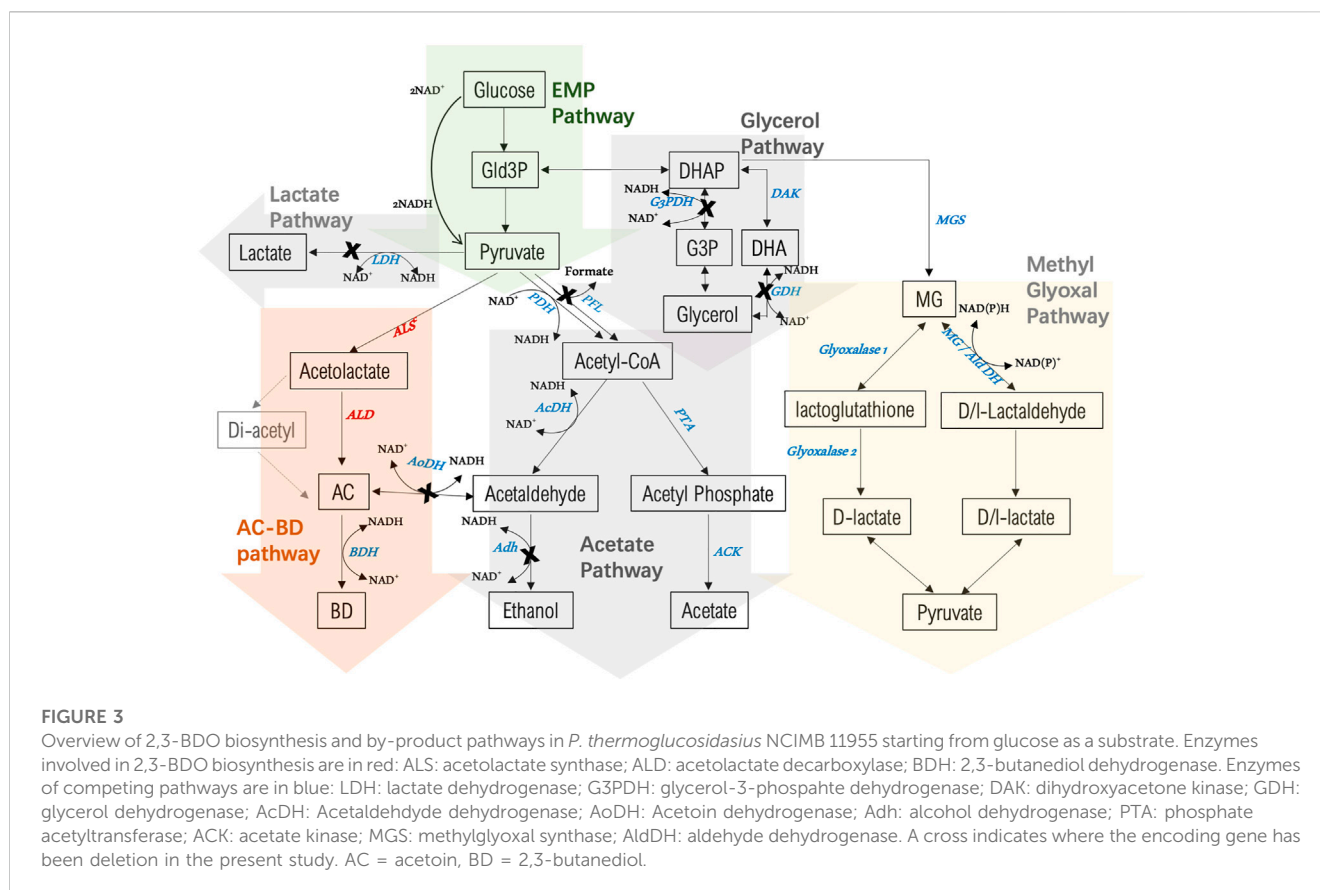 2NAD⁺
Glucose
EMP
Pathway
Glycerol
Pathway
Gld3P
DHAP
NADH
G3PDH
DAK
NAD⁺
MGS
Lactate
Pathway
2NADH
Lactate
LDH
NAD⁺
NADH
Pyruvate
G3P
DHA
Formate
NADH
NAD⁺
PDH
PFL
GDH
Glycerol
NAD⁺
NADH
MG
NAD(P)H
Methyl
Glyoxal
Pathway
ALS
Acetyl-CoA
Glyoxalase 1
MG / Ald DH
NAD(P)⁺
Acetolactate
NADH
AcDH
NAD⁺
PTA
lactoglutathione
D/l-Lactaldehyde
Di-acetyl
ALD
Glyoxalase 2
NAD⁺
AoDH
NADH
AC
Acetaldehyde
Acetyl Phosphate
D-lactate
D/l-lactate
AC-BD
pathway
NADH
BDH
NAD⁺
NADH
Adh
NAD⁺
Acetate
Pathway
ACK
BD
Ethanol
Acetate
Pyruvate
FIGURE 3
Overview of 2,3-BDO biosynthesis and by-product pathways in P. thermoglucosidasius NCIMB 11955 starting from glucose as a substrate. Enzymes
involved in 2,3-BDO biosynthesis are in red: ALS: acetolactate synthase; ALD: acetolactate decarboxylase; BDH: 2,3-butanediol dehydrogenase. Enzymes
of competing pathways are in blue: LDH: lactate dehydrogenase; G3PDH: glycerol-3-phospahte dehydrogenase; DAK: dihydroxyacetone kinase; GDH:
glycerol dehydrogenase; AcDH: Acetaldehdyde dehydrogenase; AoDH: Acetoin dehydrogenase; Adh: alcohol dehydrogenase; PTA: phosphate
acetyltransferase; ACK: acetate kinase; MGS: methylglyoxal synthase; AldDH: aldehyde dehydrogenase. A cross indicates where the encoding gene has
been deletion in the present study. AC = acetoin, BD = 2,3-butanediol.